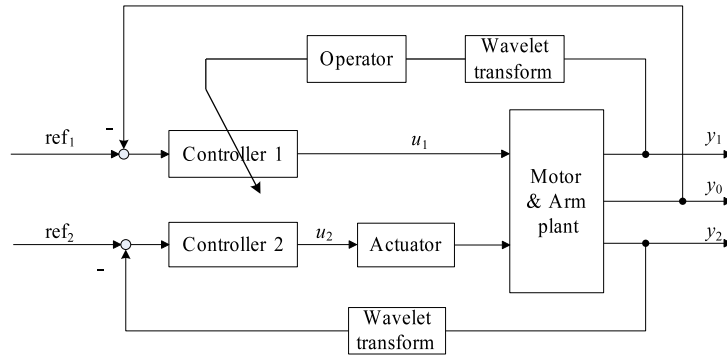 Operator
Wavelet
transform
-
ref₁
Controller 1
u₁
Motor
& Arm
plant
y₁
y₀
ref₂
Controller 2
u₂
Actuator
y₂
-
Wavelet
transform